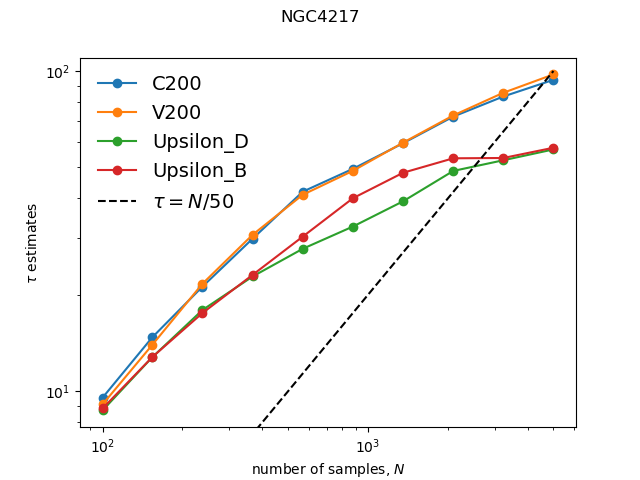 NGC4217
10²
C200
V200
Upsilon_D
Upsilon_B
τ = N/50
τ estimates
10¹
10²
10³
number of samples, N